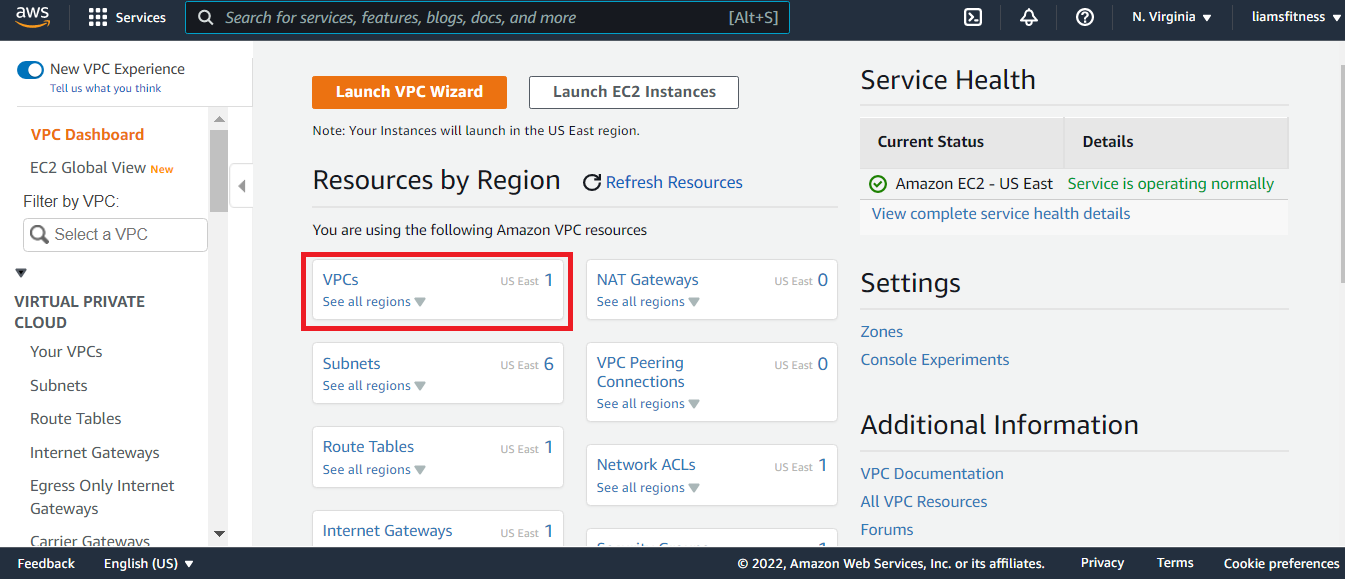 aws
Services
Search for services, features, blogs, docs, and more
[Alt+S]
N. Virginia
liamsfitness
New VPC Experience
Tell us what you think
VPC Dashboard
EC2 Global View New
Filter by VPC:
Select a VPC
VIRTUAL PRIVATE
CLOUD
Your VPCs
Subnets
Route Tables
Internet Gateways
Egress Only Internet
Gateways
Carrier Gateways
Launch VPC Wizard
Launch EC2 Instances
Note: Your Instances will launch in the US East region.
Resources by Region
Refresh Resources
You are using the following Amazon VPC resources
VPCs US East 1
See all regions
NAT Gateways US East 0
See all regions
Subnets US East 6
See all regions
VPC Peering
Connections US East 0
See all regions
Route Tables US East 1
See all regions
Network ACLs US East 1
See all regions
Internet Gateways US East 1
Service Health
Current Status Details
Amazon EC2 - US East Service is operating normally
View complete service health details
Settings
Zones
Console Experiments
Additional Information
VPC Documentation
All VPC Resources
Forums
Feedback
English (US)
© 2022, Amazon Web Services, Inc. or its affiliates.
Privacy
Terms
Cookie preferences